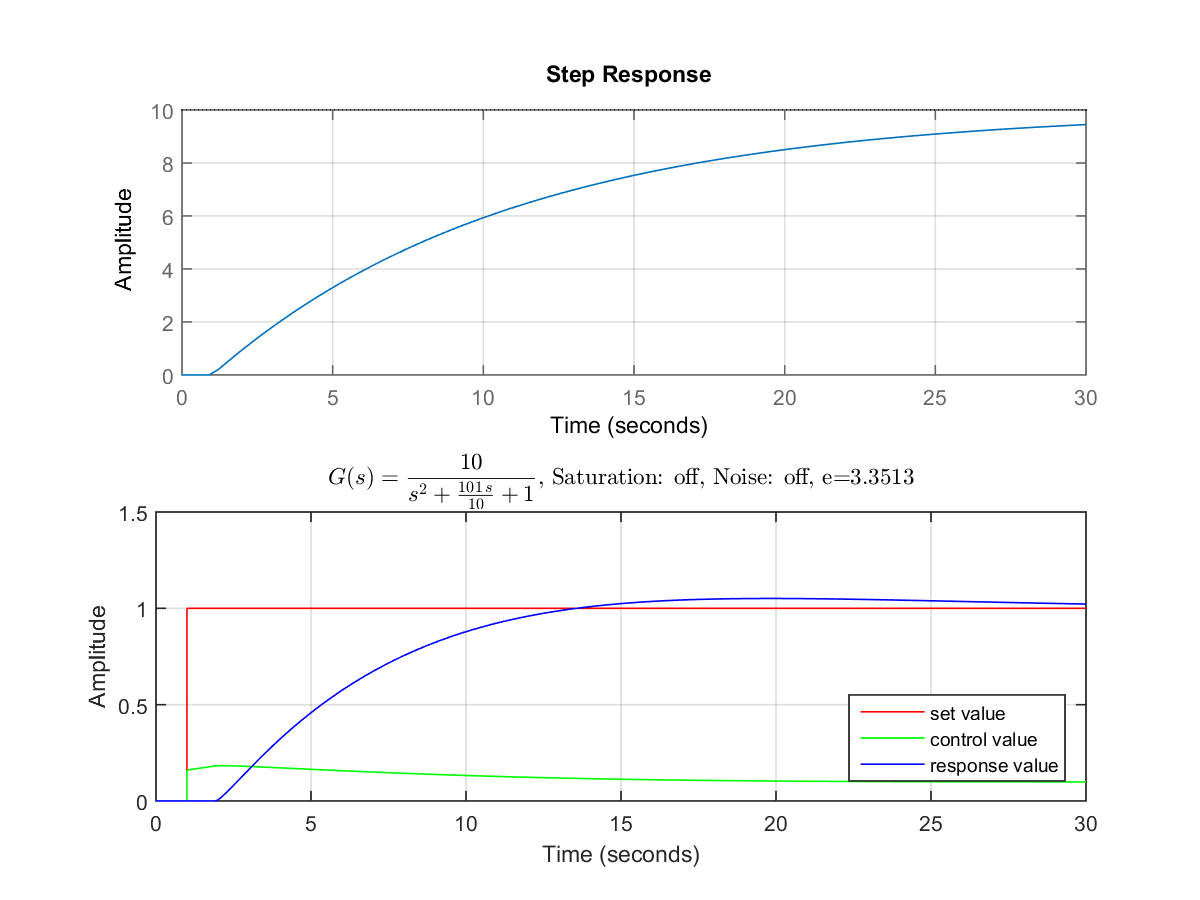 Step Response
Amplitude
10
8
6
4
2
0
0 5 10 15 20 25 30
Time (seconds)
G(s) = 10 / (s² + 101 s / 10 + 1), Saturation: off, Noise: off, e=3.3513
Amplitude
1.5
1
0.5
0
set value
control value
response value
0 5 10 15 20 25 30
Time (seconds)